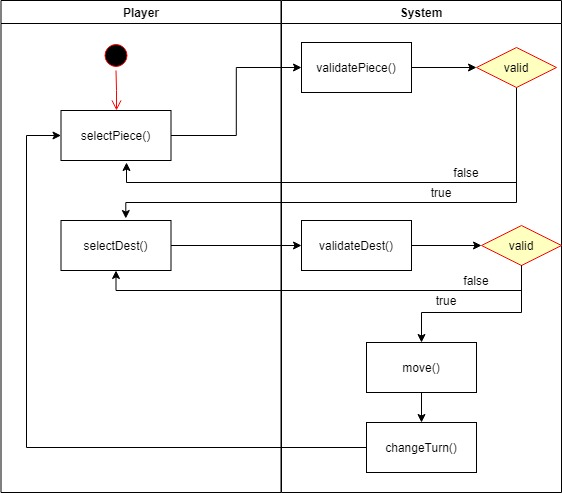 Player
System
validatePiece()
valid
selectPiece()
false
true
selectDest()
validateDest()
valid
false
true
move()
changeTurn()